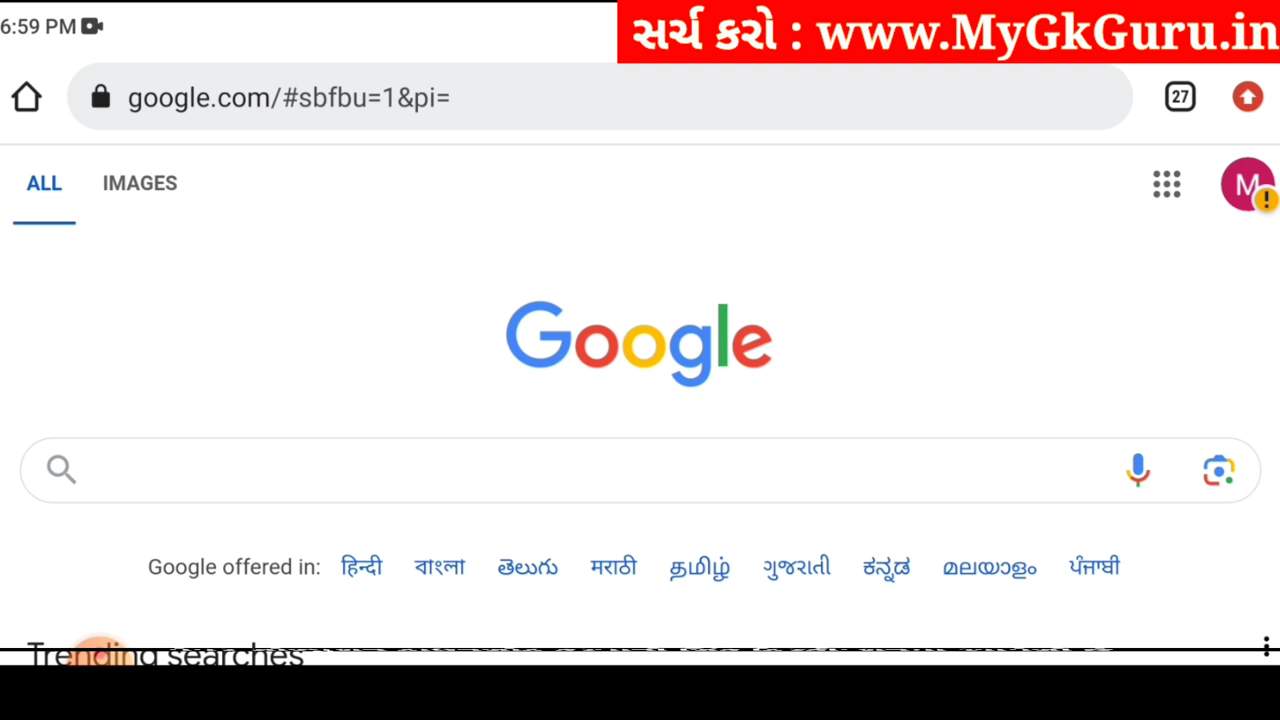 6:59 PM
સર્ચ કરો : www.MyGkGuru.in
google.com/#sbfbu=1&pi=
27
ALL IMAGES
M
Google
Google offered in: हिन्दी বাংলা తెలుగు मराठी தமிழ் ગુજરાતી ಕನ್ನಡ മലയാളം ਪੰਜਾਬੀ
Trending searches